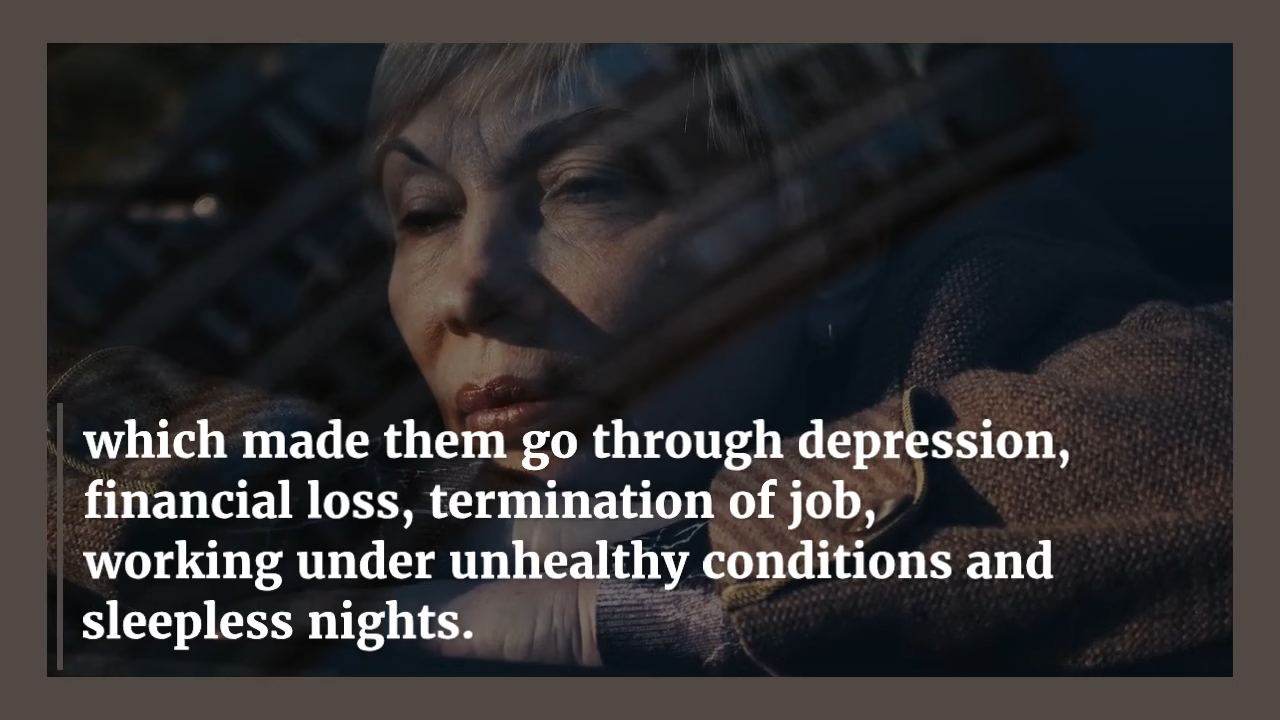 which made them go through depression,
financial loss, termination of job,
working under unhealthy conditions and
sleepless nights.